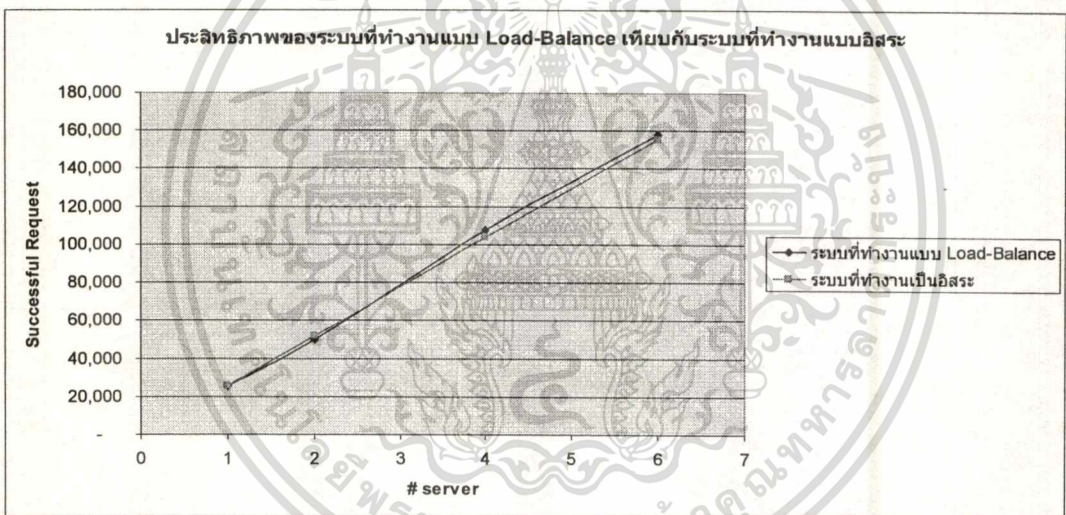 ประสิทธิภาพของระบบที่ทำงานแบบ Load-Balance เทียบกับระบบที่ทำงานแบบอิสระ
180,000
160,000
140,000
120,000
100,000
80,000
60,000
40,000
20,000
-
Successful Request
0 1 2 3 4 5 6 7
# server
ระบบที่ทำงานแบบ Load-Balance
ระบบที่ทำงานเป็นอิสระ